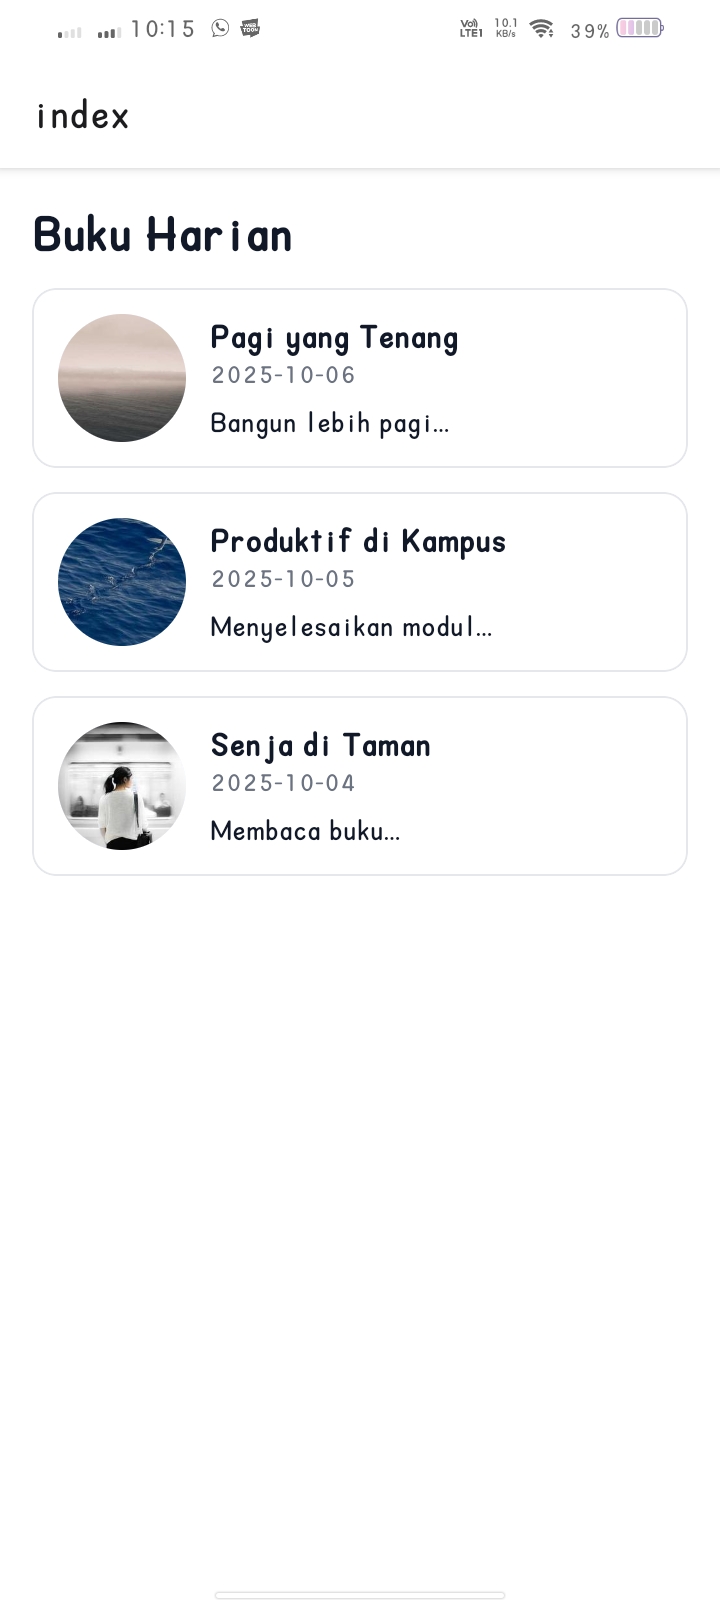 10:15
Vo))
LTE1
10.1
KB/s
39%
index
Buku Harian
Pagi yang Tenang
2025-10-06
Bangun lebih pagi...
Produktif di Kampus
2025-10-05
Menyelesaikan modul...
Senja di Taman
2025-10-04
Membaca buku...